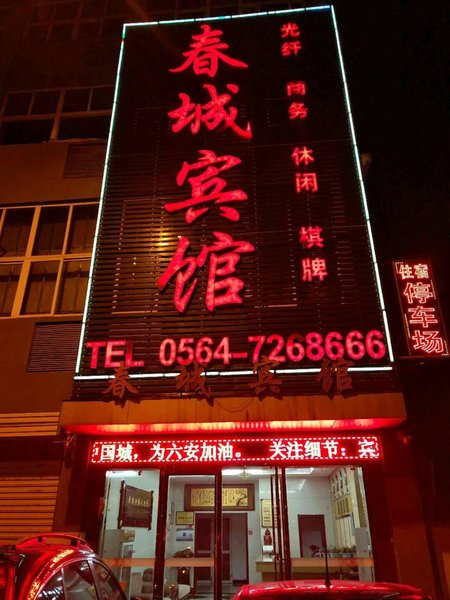 春城宾馆
光纤 商务 休闲 棋牌
TEL 0564-7268666
住宿
停车场
春城宾馆
国城，为六安加油。 关注细节：宾